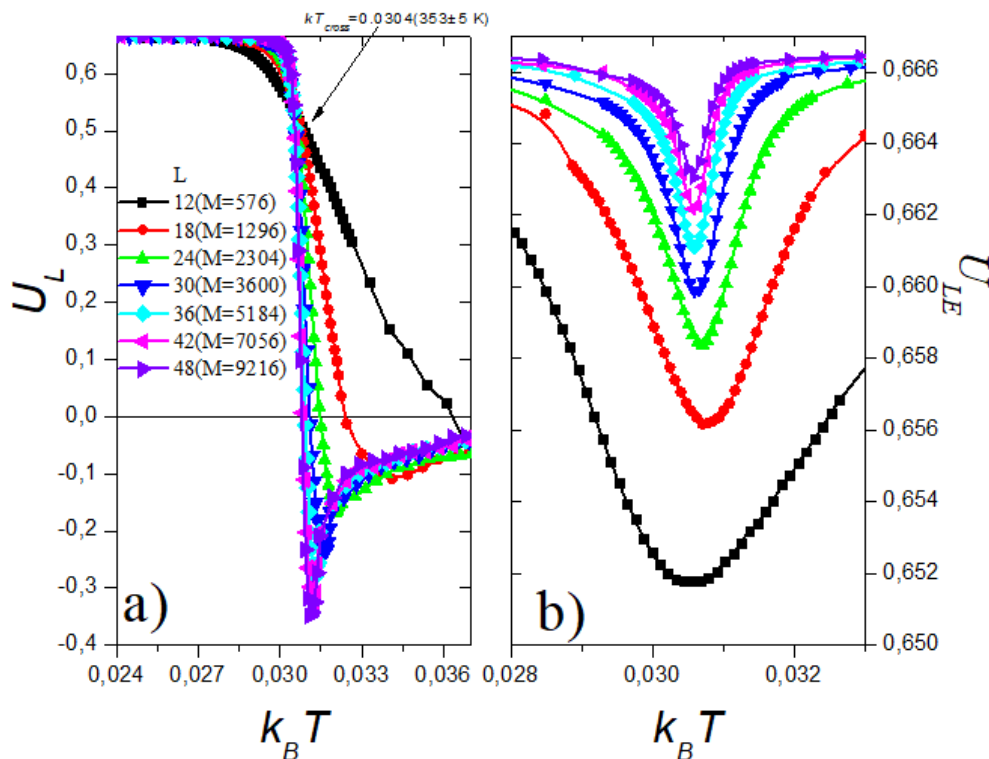 kT_cross=0.0304(353±5 K)
0,6
0,5
0,4
0,3
0,2
0,1
0,0
-0,1
-0,2
-0,3
-0,4
U_L
L
12(M=576)
18(M=1296)
24(M=2304)
30(M=3600)
36(M=5184)
42(M=7056)
48(M=9216)
a)
0,024 0,027 0,030 0,033 0,036
k_B T
0,666
0,664
0,662
0,660
0,658
0,656
0,654
0,652
0,650
U_LE
b)
0,028 0,030 0,032
k_B T